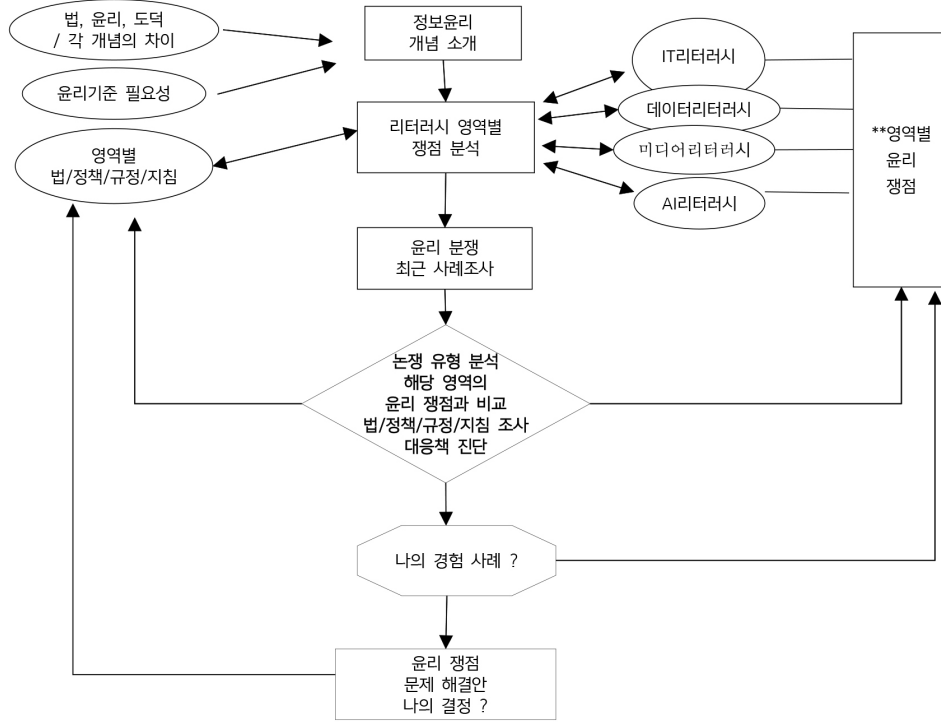 법, 윤리, 도덕
/ 각 개념의 차이
윤리기준 필요성
영역별
법/정책/규정/지침
정보윤리
개념 소개
리터러시 영역별
쟁점 분석
IT리터러시
데이터리터러시
미디어리터러시
AI리터러시
**영역별
윤리
쟁점
윤리 분쟁
최근 사례조사
논쟁 유형 분석
해당 영역의
윤리 쟁점과 비교
법/정책/규정/지침 조사
대응책 진단
나의 경험 사례 ?
윤리 쟁점
문제 해결안
나의 결정 ?